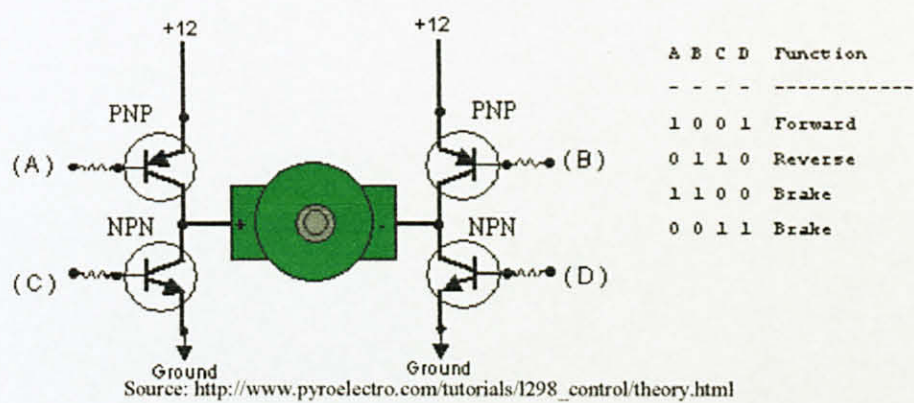 +12 +12
A B C D Function
- - - - ------------
PNP PNP
1 0 0 1 Forward
(A) (B)
0 1 1 0 Reverse
1 1 0 0 Brake
NPN + - NPN
0 0 1 1 Brake
(C) (D)
Ground Ground
Source: http://www.pyroelectro.com/tutorials/l298_control/theory.html